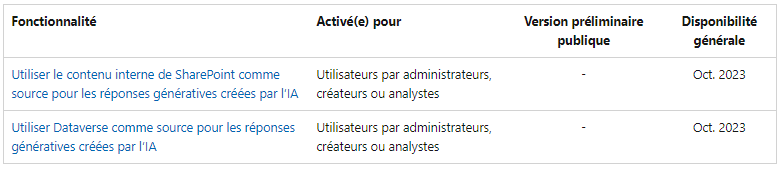 Fonctionnalité
Activé(e) pour
Version préliminaire
publique
Disponibilité
générale
Utiliser le contenu interne de SharePoint comme
source pour les réponses génératives créées par l’IA
Utilisateurs par administrateurs,
créateurs ou analystes
-
Oct. 2023
Utiliser Dataverse comme source pour les réponses
génératives créées par l’IA
Utilisateurs par administrateurs,
créateurs ou analystes
-
Oct. 2023